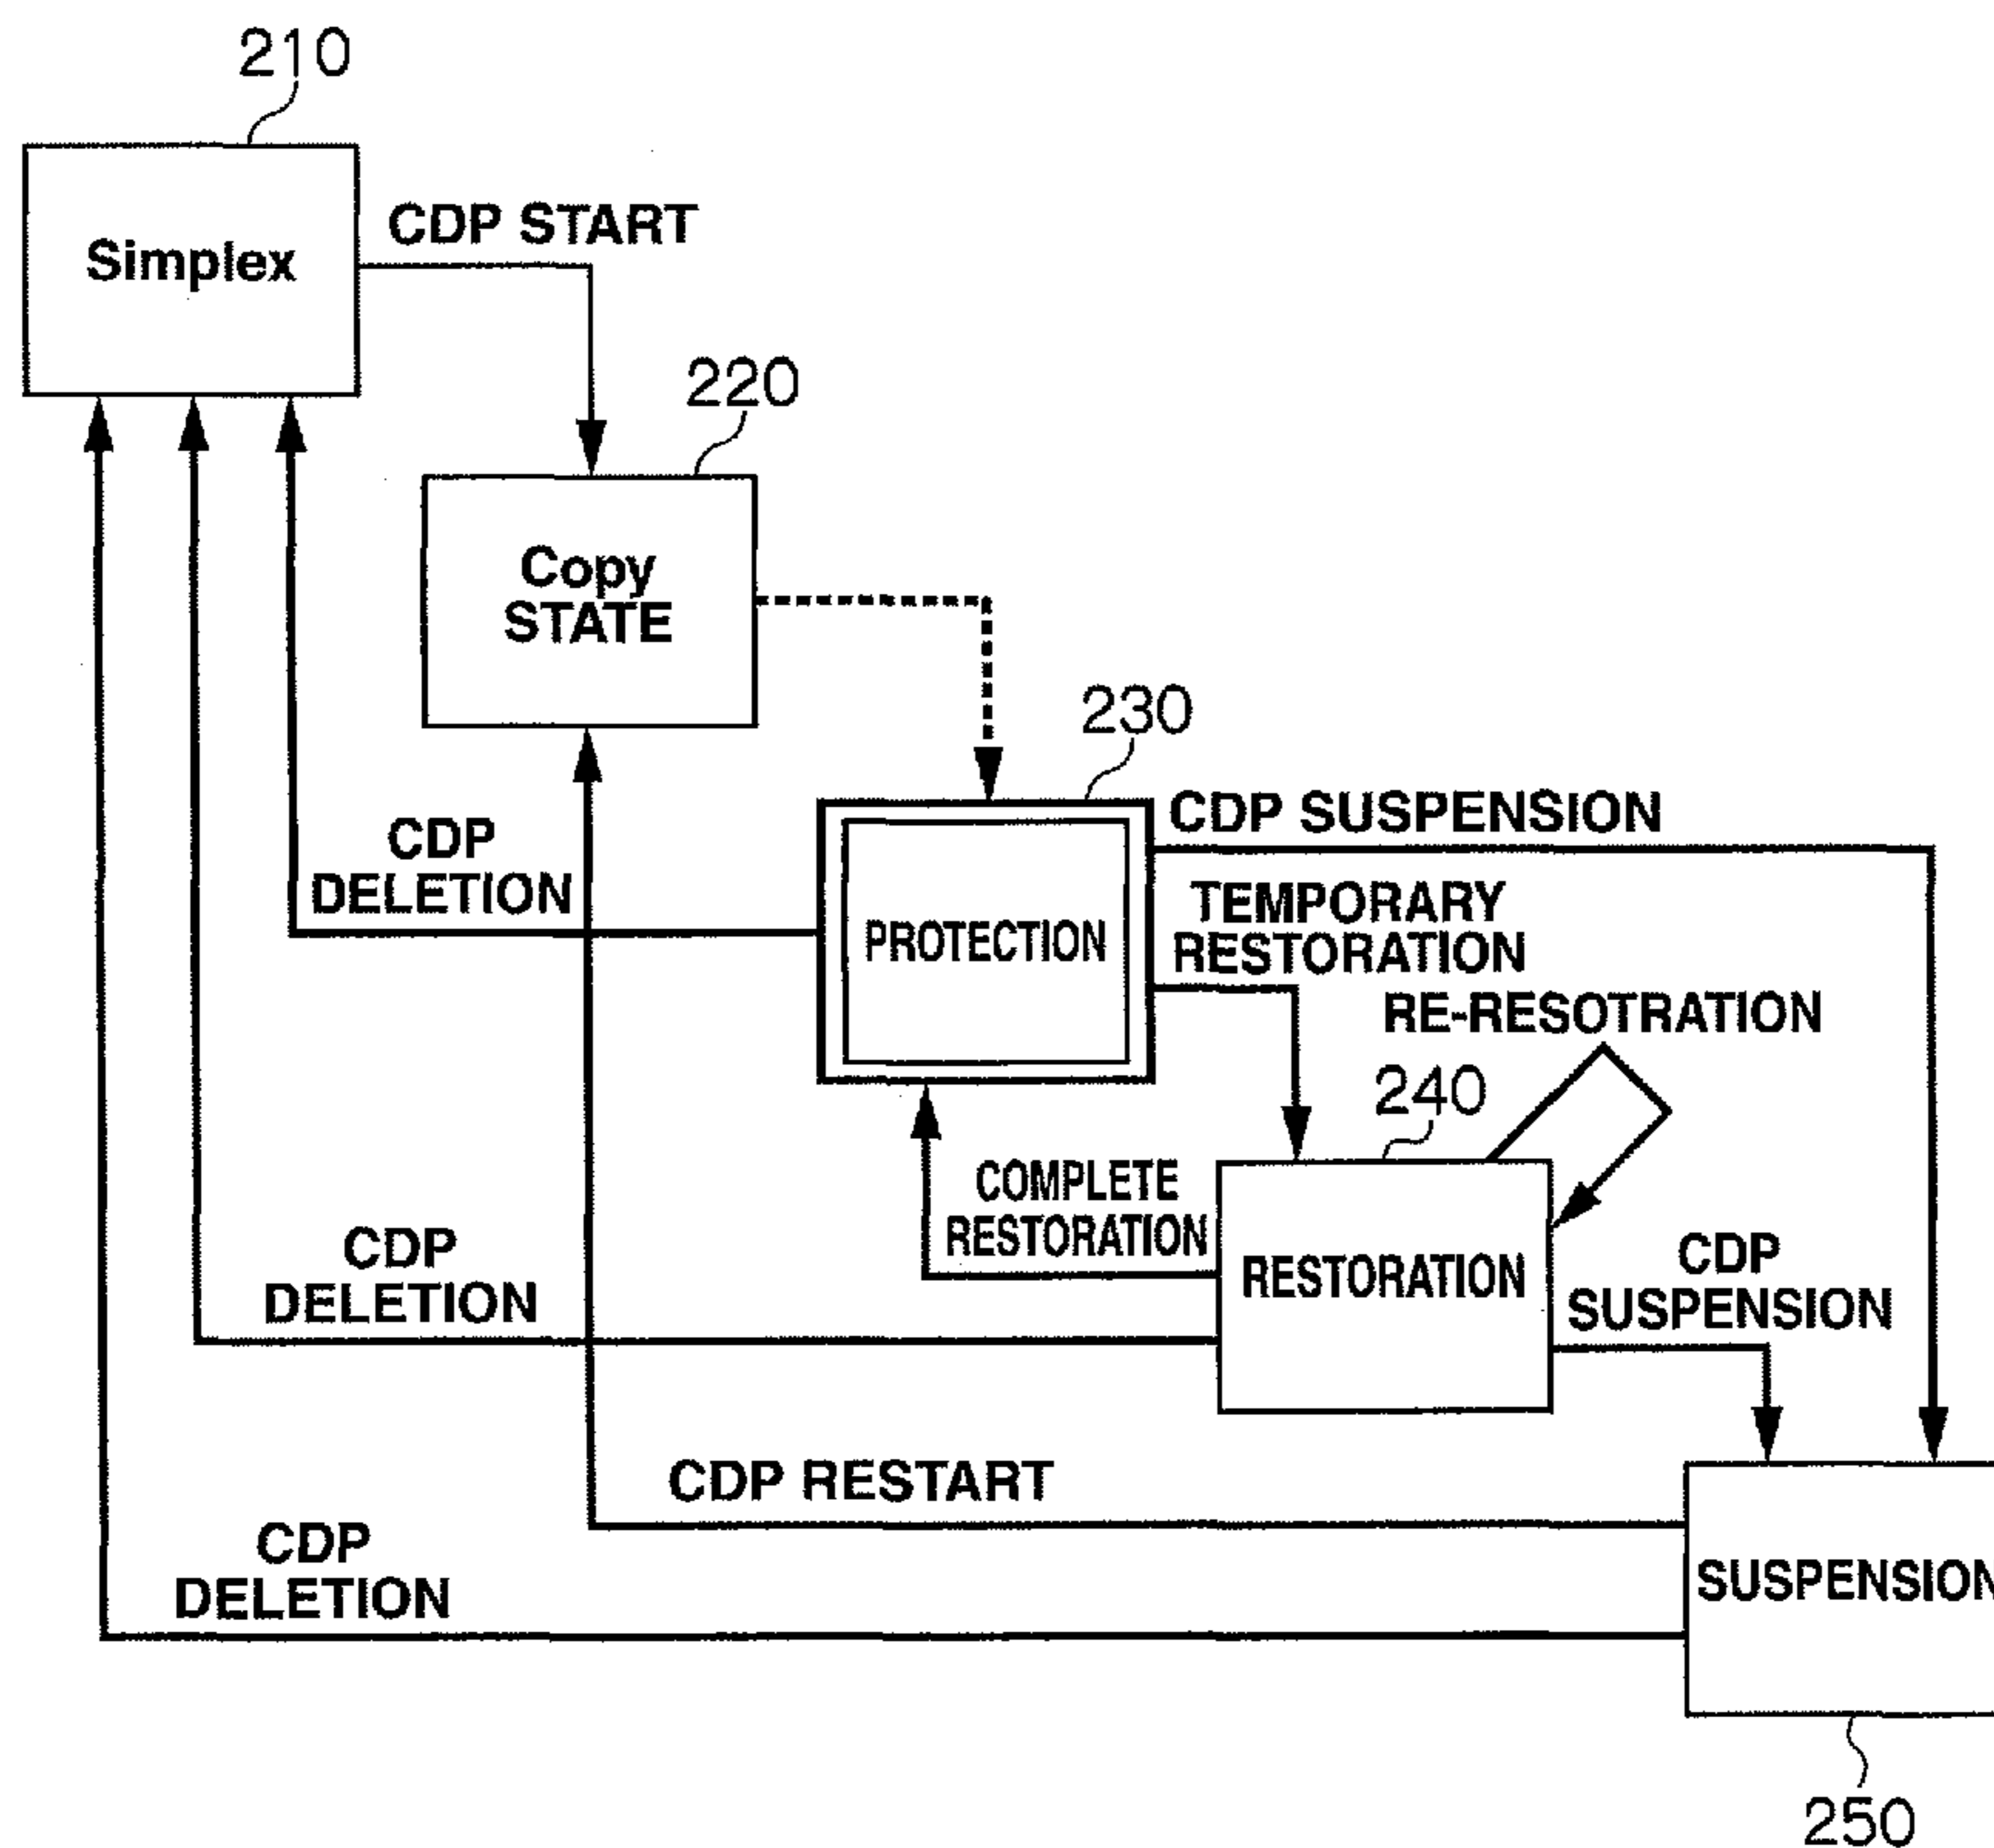 210
Simplex
CDP START
220
Copy
STATE
230
CDP SUSPENSION
CDP
DELETION
PROTECTION
TEMPORARY
RESTORATION
RE-RESOTRATION
240
COMPLETE
RESTORATION
RESTORATION
CDP
DELETION
CDP
SUSPENSION
CDP RESTART
CDP
DELETION
SUSPENSION
250